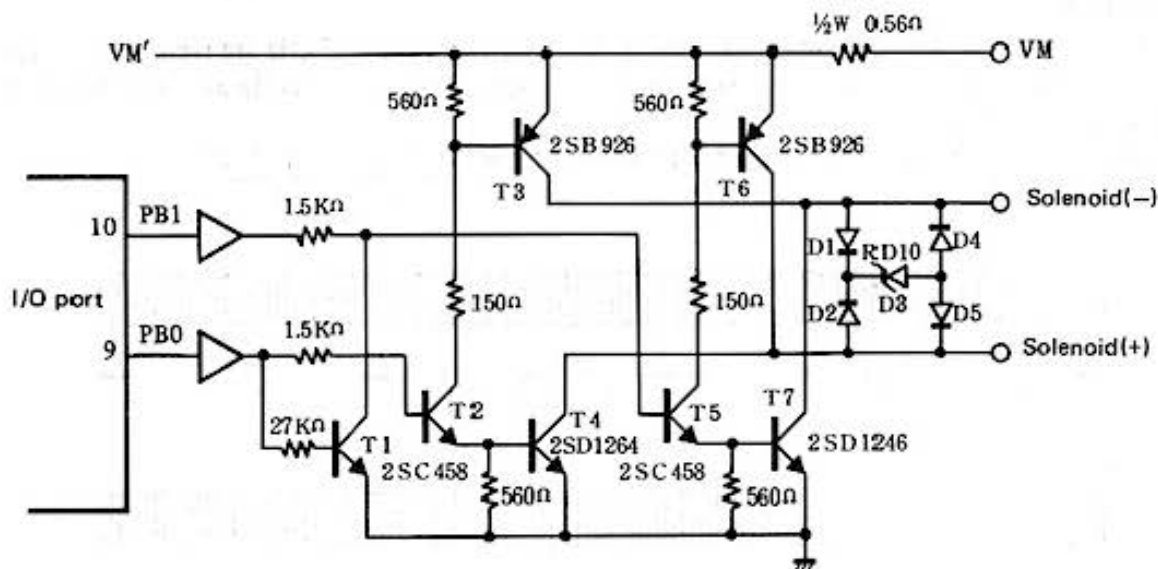 ½W 0.56Ω
VM′
VM
560Ω
560Ω
2SB926
2SB926
T3
T6
Solenoid(−)
10
PB1
1.5KΩ
D1
D4
R:D10
D3
I/O port
150Ω
150Ω
D2
D5
9
PB0
1.5KΩ
Solenoid(+)
27KΩ
T1
T2
T4
T5
T7
2SD1264
2SD1246
2SC458
2SC458
560Ω
560Ω